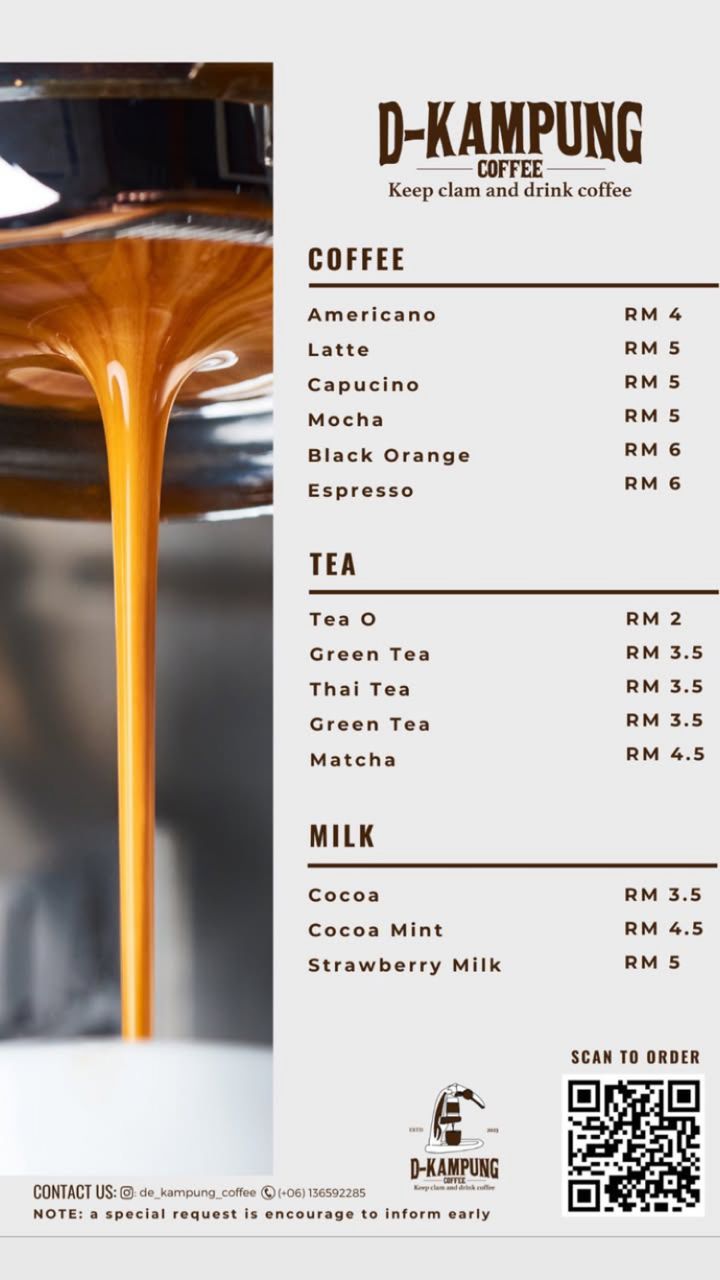 D-KAMPUNG
COFFEE
Keep clam and drink coffee
COFFEE
Americano RM 4
Latte RM 5
Capucino RM 5
Mocha RM 5
Black Orange RM 6
Espresso RM 6
TEA
Tea O RM 2
Green Tea RM 3.5
Thai Tea RM 3.5
Green Tea RM 3.5
Matcha RM 4.5
MILK
Cocoa RM 3.5
Cocoa Mint RM 4.5
Strawberry Milk RM 5
SCAN TO ORDER
ESTD 2023
D-KAMPUNG
COFFEE
Keep clam and drink coffee
CONTACT US: : de_kampung_coffee (+06) 136592285
NOTE: a special request is encourage to inform early